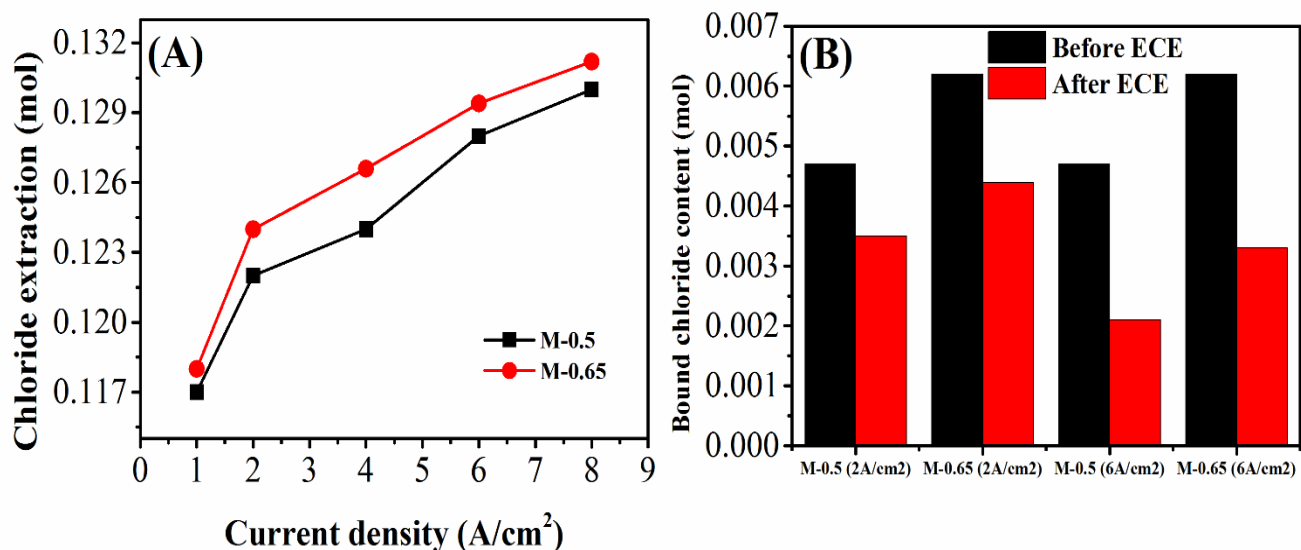 (A)
Chloride extraction (mol)
0.132
0.129
0.126
0.123
0.120
0.117
M-0.5
M-0.65
0 1 2 3 4 5 6 7 8 9
Current density (A/cm²)
(B)
Bound chloride content (mol)
0.007
0.006
0.005
0.004
0.003
0.002
0.001
0.000
Before ECE
After ECE
M-0.5 (2A/cm2) M-0.65 (2A/cm2) M-0.5 (6A/cm2) M-0.65 (6A/cm2)